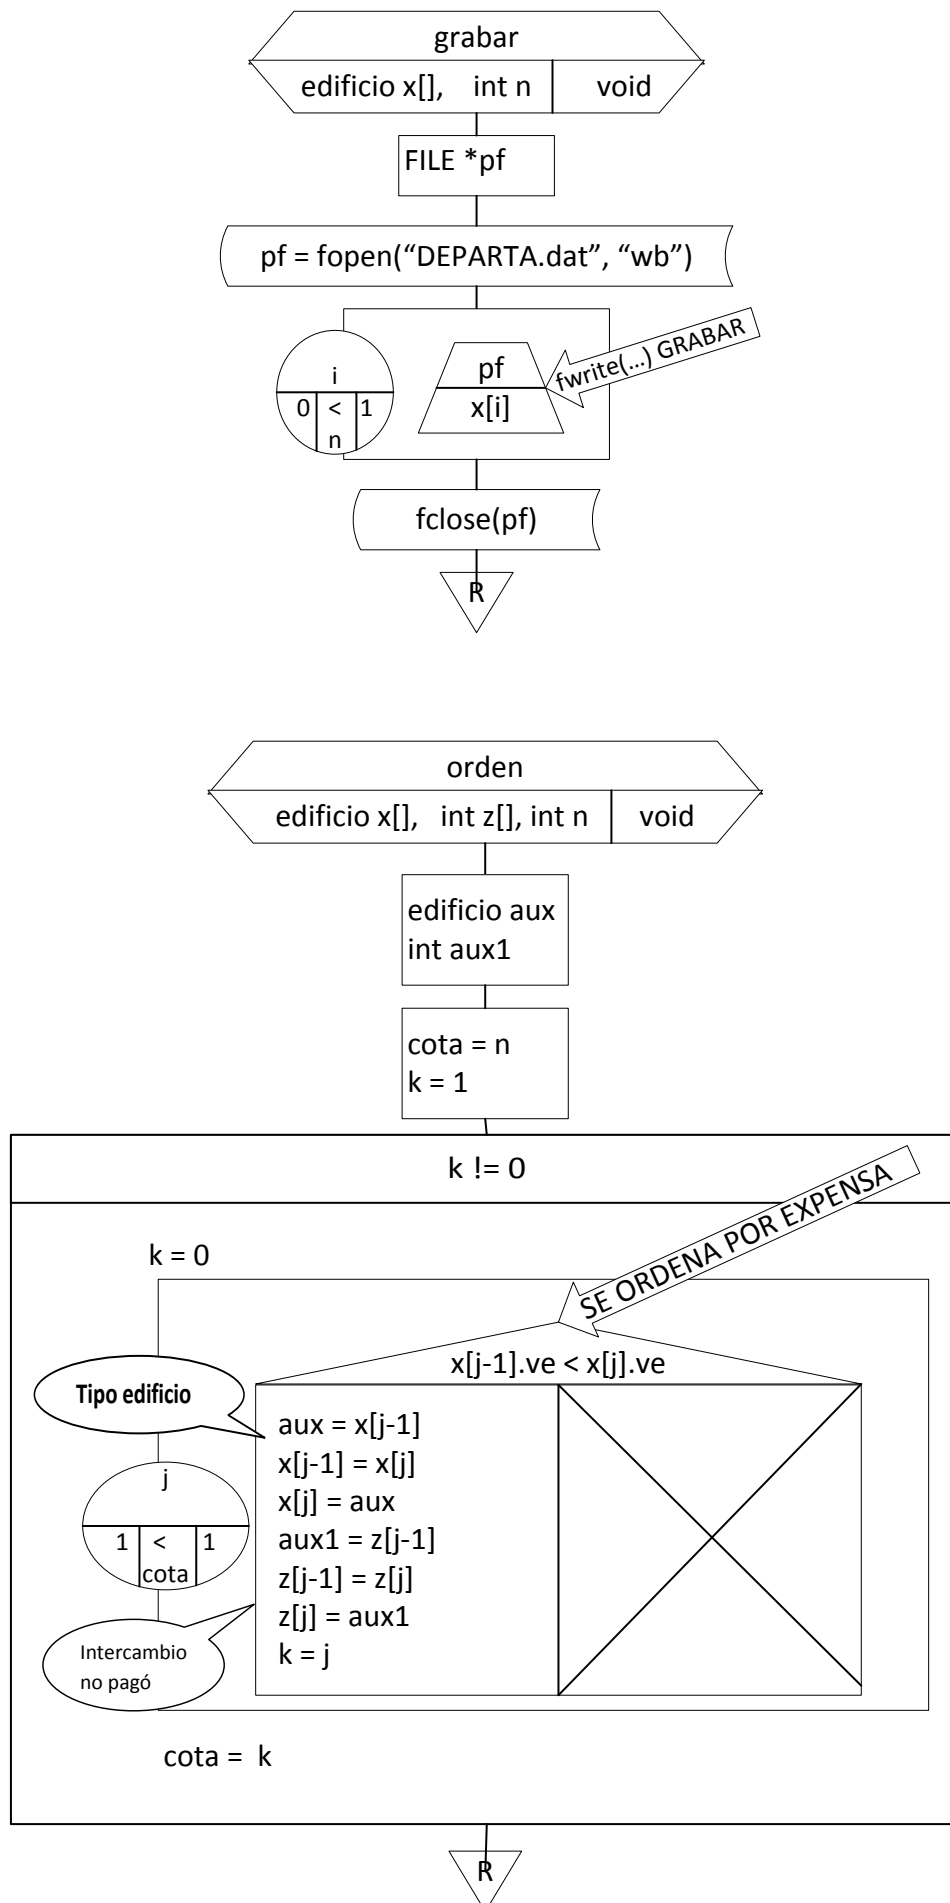 grabar
edificio x[], int n void
FILE *pf
pf = fopen(“DEPARTA.dat”, “wb”)
fwrite(...) GRABAR
i
0 < 1
n
pf
x[i]
fclose(pf)
R
orden
edificio x[], int z[], int n void
edificio aux
int aux1
cota = n
k = 1
k != 0
SE ORDENA POR EXPENSA
k = 0
x[j-1].ve < x[j].ve
Tipo edificio
aux = x[j-1]
x[j-1] = x[j]
x[j] = aux
aux1 = z[j-1]
z[j-1] = z[j]
z[j] = aux1
k = j
j
1 < 1
cota
Intercambio
no pagó
cota = k
R